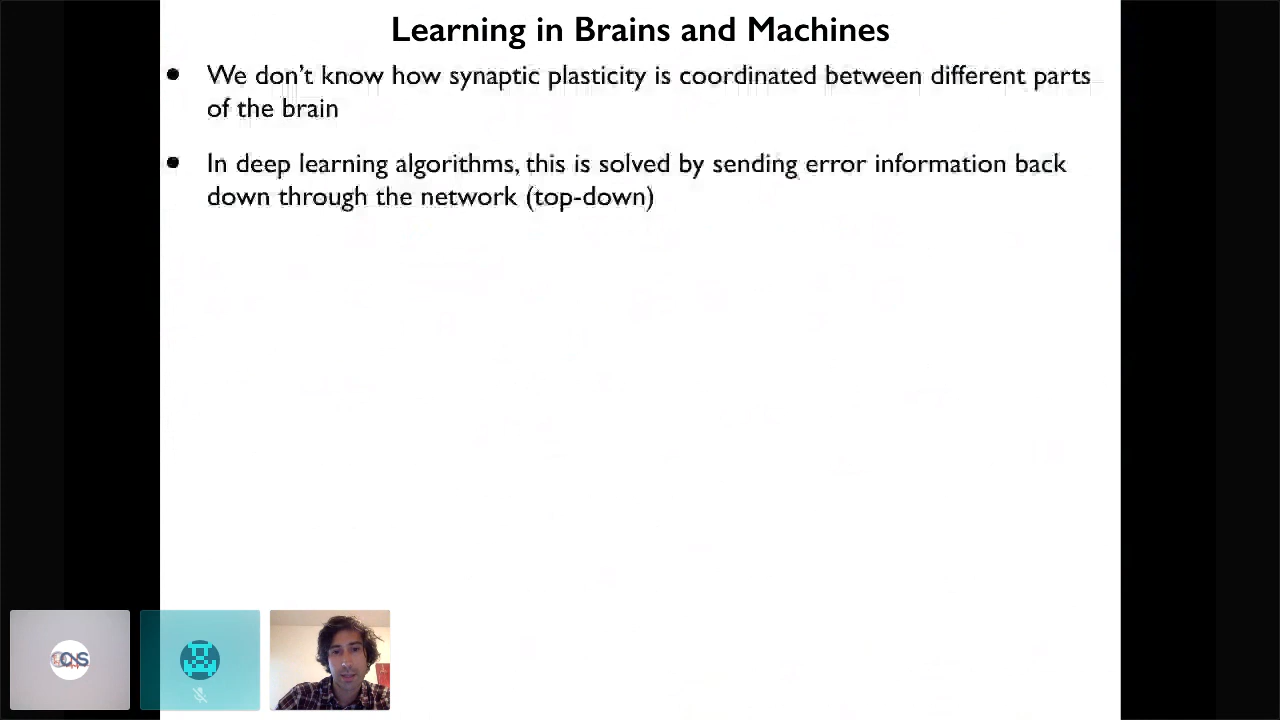 Learning in Brains and Machines
● We don't know how synaptic plasticity is coordinated between different parts
of the brain
● In deep learning algorithms, this is solved by sending error information back
down through the network (top-down)